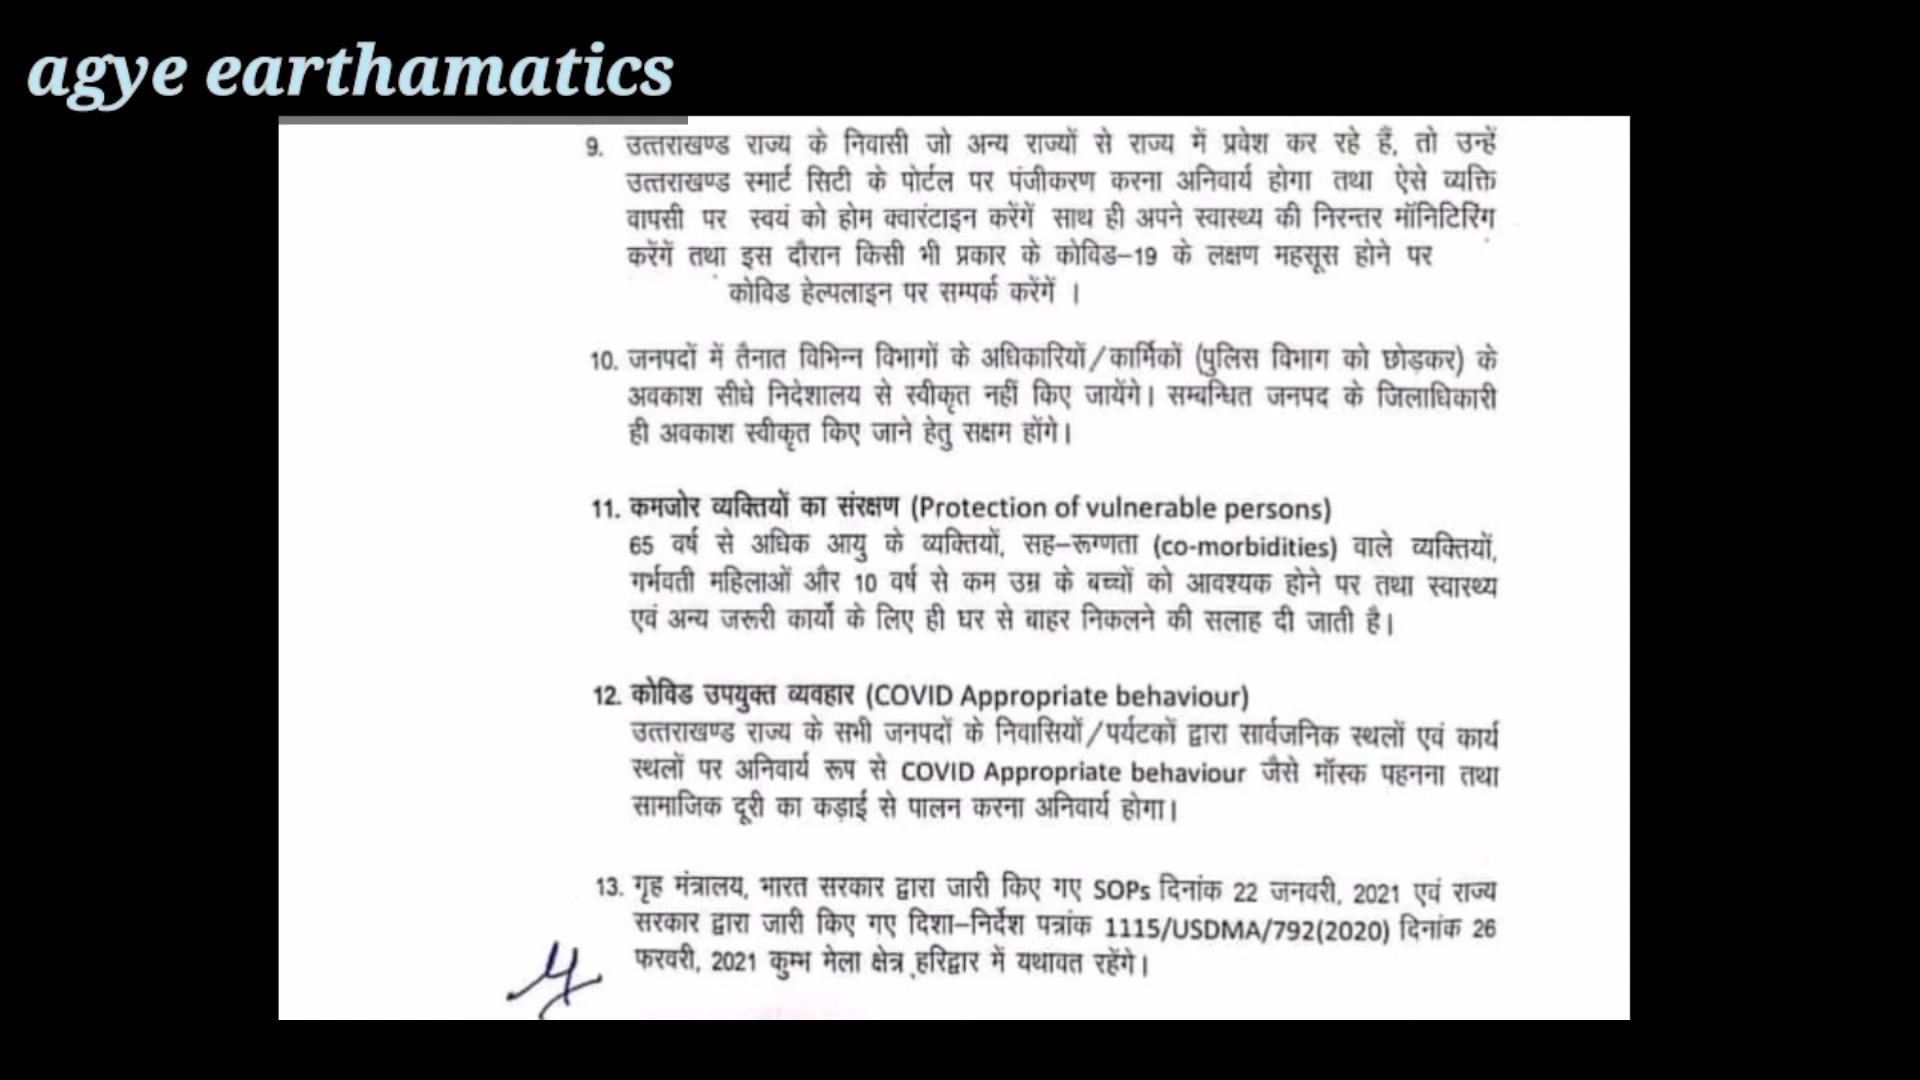 agye earthamatics
9. उत्तराखण्ड राज्य के निवासी जो अन्य राज्यों से राज्य में प्रवेश कर रहे हैं, तो उन्हें
उत्तराखण्ड स्मार्ट सिटी के पोर्टल पर पंजीकरण करना अनिवार्य होगा तथा ऐसे व्यक्ति
वापसी पर स्वयं को होम क्वारंटाइन करेंगें साथ ही अपने स्वास्थ्य की निरन्तर मॉनिटिरिंग
करेंगें तथा इस दौरान किसी भी प्रकार के कोविड–19 के लक्षण महसूस होने पर
कोविड हेल्पलाइन पर सम्पर्क करेंगें ।
10. जनपदों में तैनात विभिन्न विभागों के अधिकारियों/कार्मिकों (पुलिस विभाग को छोड़कर) के
अवकाश सीधे निदेशालय से स्वीकृत नहीं किए जायेंगे। सम्बन्धित जनपद के जिलाधिकारी
ही अवकाश स्वीकृत किए जाने हेतु सक्षम होंगे।
11. कमजोर व्यक्तियों का संरक्षण (Protection of vulnerable persons)
65 वर्ष से अधिक आयु के व्यक्तियों, सह–रूग्णता (co-morbidities) वाले व्यक्तियों,
गर्भवती महिलाओं और 10 वर्ष से कम उम्र के बच्चों को आवश्यक होने पर तथा स्वारथ्य
एवं अन्य जरूरी कार्यों के लिए ही घर से बाहर निकलने की सलाह दी जाती है।
12. कोविड उपयुक्त व्यवहार (COVID Appropriate behaviour)
उत्तराखण्ड राज्य के सभी जनपदों के निवासियों/पर्यटकों द्वारा सार्वजनिक स्थलों एवं कार्य
स्थलों पर अनिवार्य रूप से COVID Appropriate behaviour जैसे मॉस्क पहनना तथा
सामाजिक दूरी का कड़ाई से पालन करना अनिवार्य होगा।
13. गृह मंत्रालय, भारत सरकार द्वारा जारी किए गए SOPs दिनांक 22 जनवरी, 2021 एवं राज्य
सरकार द्वारा जारी किए गए दिशा–निर्देश पत्रांक 1115/USDMA/792(2020) दिनांक 26
फरवरी, 2021 कुम्भ मेला क्षेत्र हरिद्वार में यथावत रहेंगे।